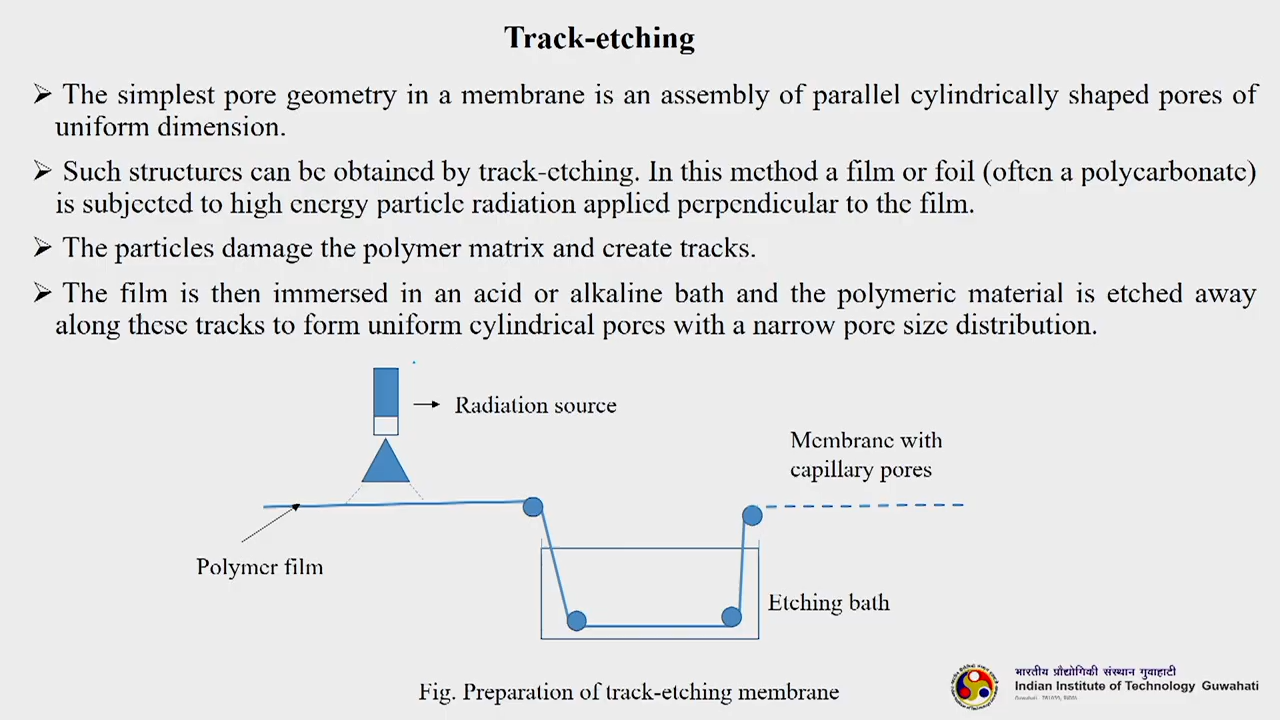 Track-etching
➢ The simplest pore geometry in a membrane is an assembly of parallel cylindrically shaped pores of
uniform dimension.
➢ Such structures can be obtained by track-etching. In this method a film or foil (often a polycarbonate)
is subjected to high energy particle radiation applied perpendicular to the film.
➢ The particles damage the polymer matrix and create tracks.
➢ The film is then immersed in an acid or alkaline bath and the polymeric material is etched away
along these tracks to form uniform cylindrical pores with a narrow pore size distribution.
Radiation source
Membrane with
capillary pores
Polymer film
Etching bath
Fig. Preparation of track-etching membrane
भारतीय प्रौद्योगिकी संस्थान गुवाहाटी
Indian Institute of Technology Guwahati